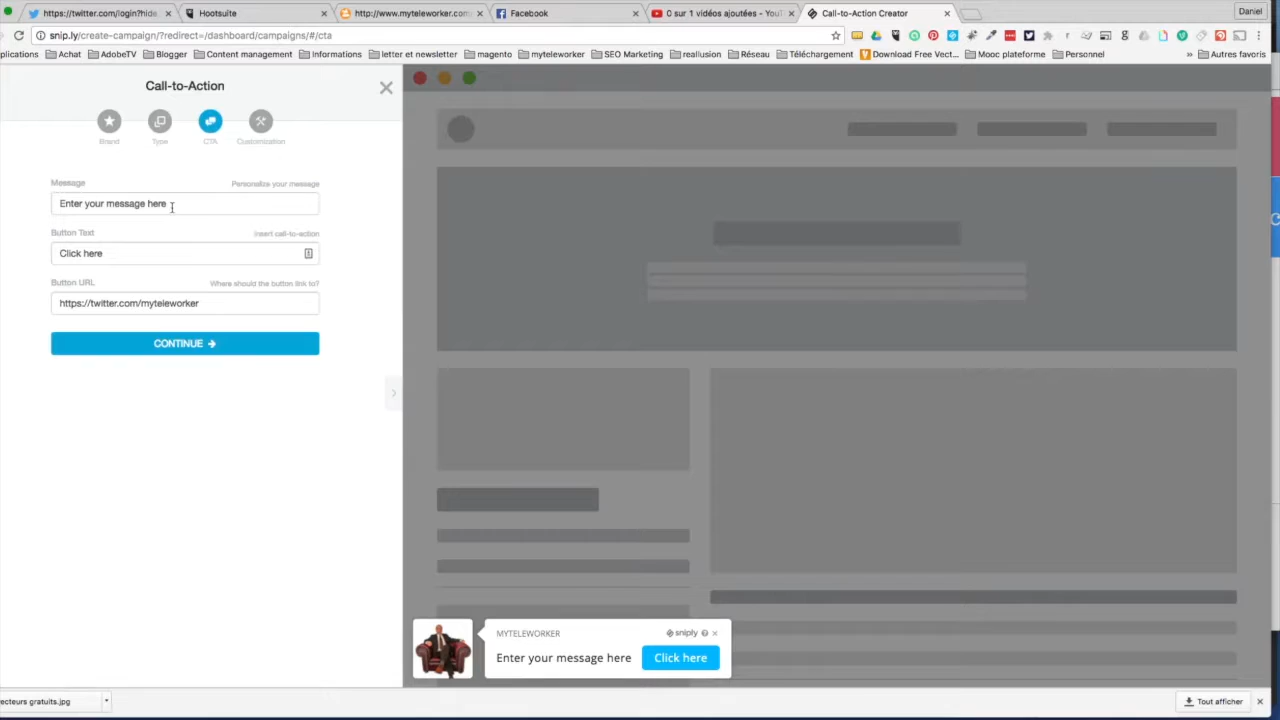 https://twitter.com/login?hide
Hootsuite
http://www.myteleworker.com
Facebook
0 sur 1 vidéos ajoutées - YouT
Call-to-Action Creator
Daniel
snip.ly/create-campaign/?redirect=/dashboard/campaigns/#/cta
plications
Achat
AdobeTV
Blogger
Content management
Informations
letter et newsletter
magento
myteleworker
SEO Marketing
reallusion
Réseau
Téléchargement
Download Free Vect...
Mooc plateforme
Personnel
» Autres favoris
Call-to-Action
Brand
Type
CTA
Customization
Message
Personalize your message
Enter your message here
Button Text
Insert call-to-action
Click here
Button URL
Where should the button link to?
https://twitter.com/myteleworker
CONTINUE
MYTELEWORKER
sniply
Enter your message here
Click here
ecteurs gratuits.jpg
Tout afficher